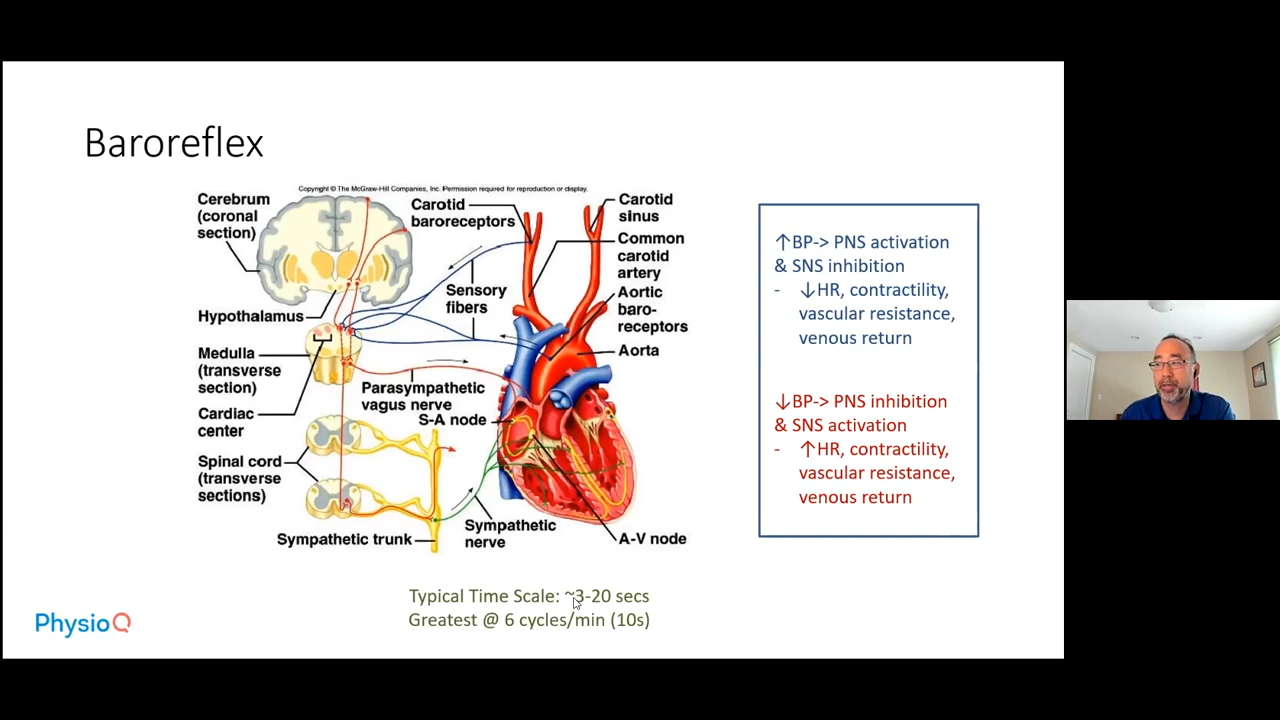 Baroreflex
Copyright © The McGraw-Hill Companies, Inc. Permission required for reproduction or display.
Cerebrum
(coronal
section)
Hypothalamus
Medulla
(transverse
section)
Cardiac
center
Spinal cord
(transverse
sections)
Sympathetic trunk
Carotid
baroreceptors
Sensory
fibers
Parasympathetic
vagus nerve
S-A node
Sympathetic
nerve
Carotid
sinus
Common
carotid
artery
Aortic
baro-
receptors
Aorta
A-V node
↑BP-> PNS activation
& SNS inhibition
- ↓HR, contractility,
vascular resistance,
venous return
↓BP-> PNS inhibition
& SNS activation
- ↑HR, contractility,
vascular resistance,
venous return
Typical Time Scale: ~3-20 secs
Greatest @ 6 cycles/min (10s)
PhysioQ